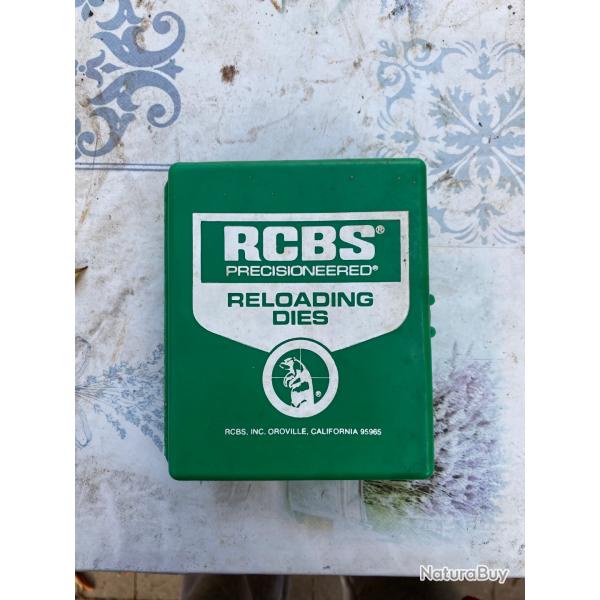 RCBS®
PRECISIONEERED®
RELOADING
DIES
®
RCBS, INC. OROVILLE, CALIFORNIA 95965
NaturaBuy